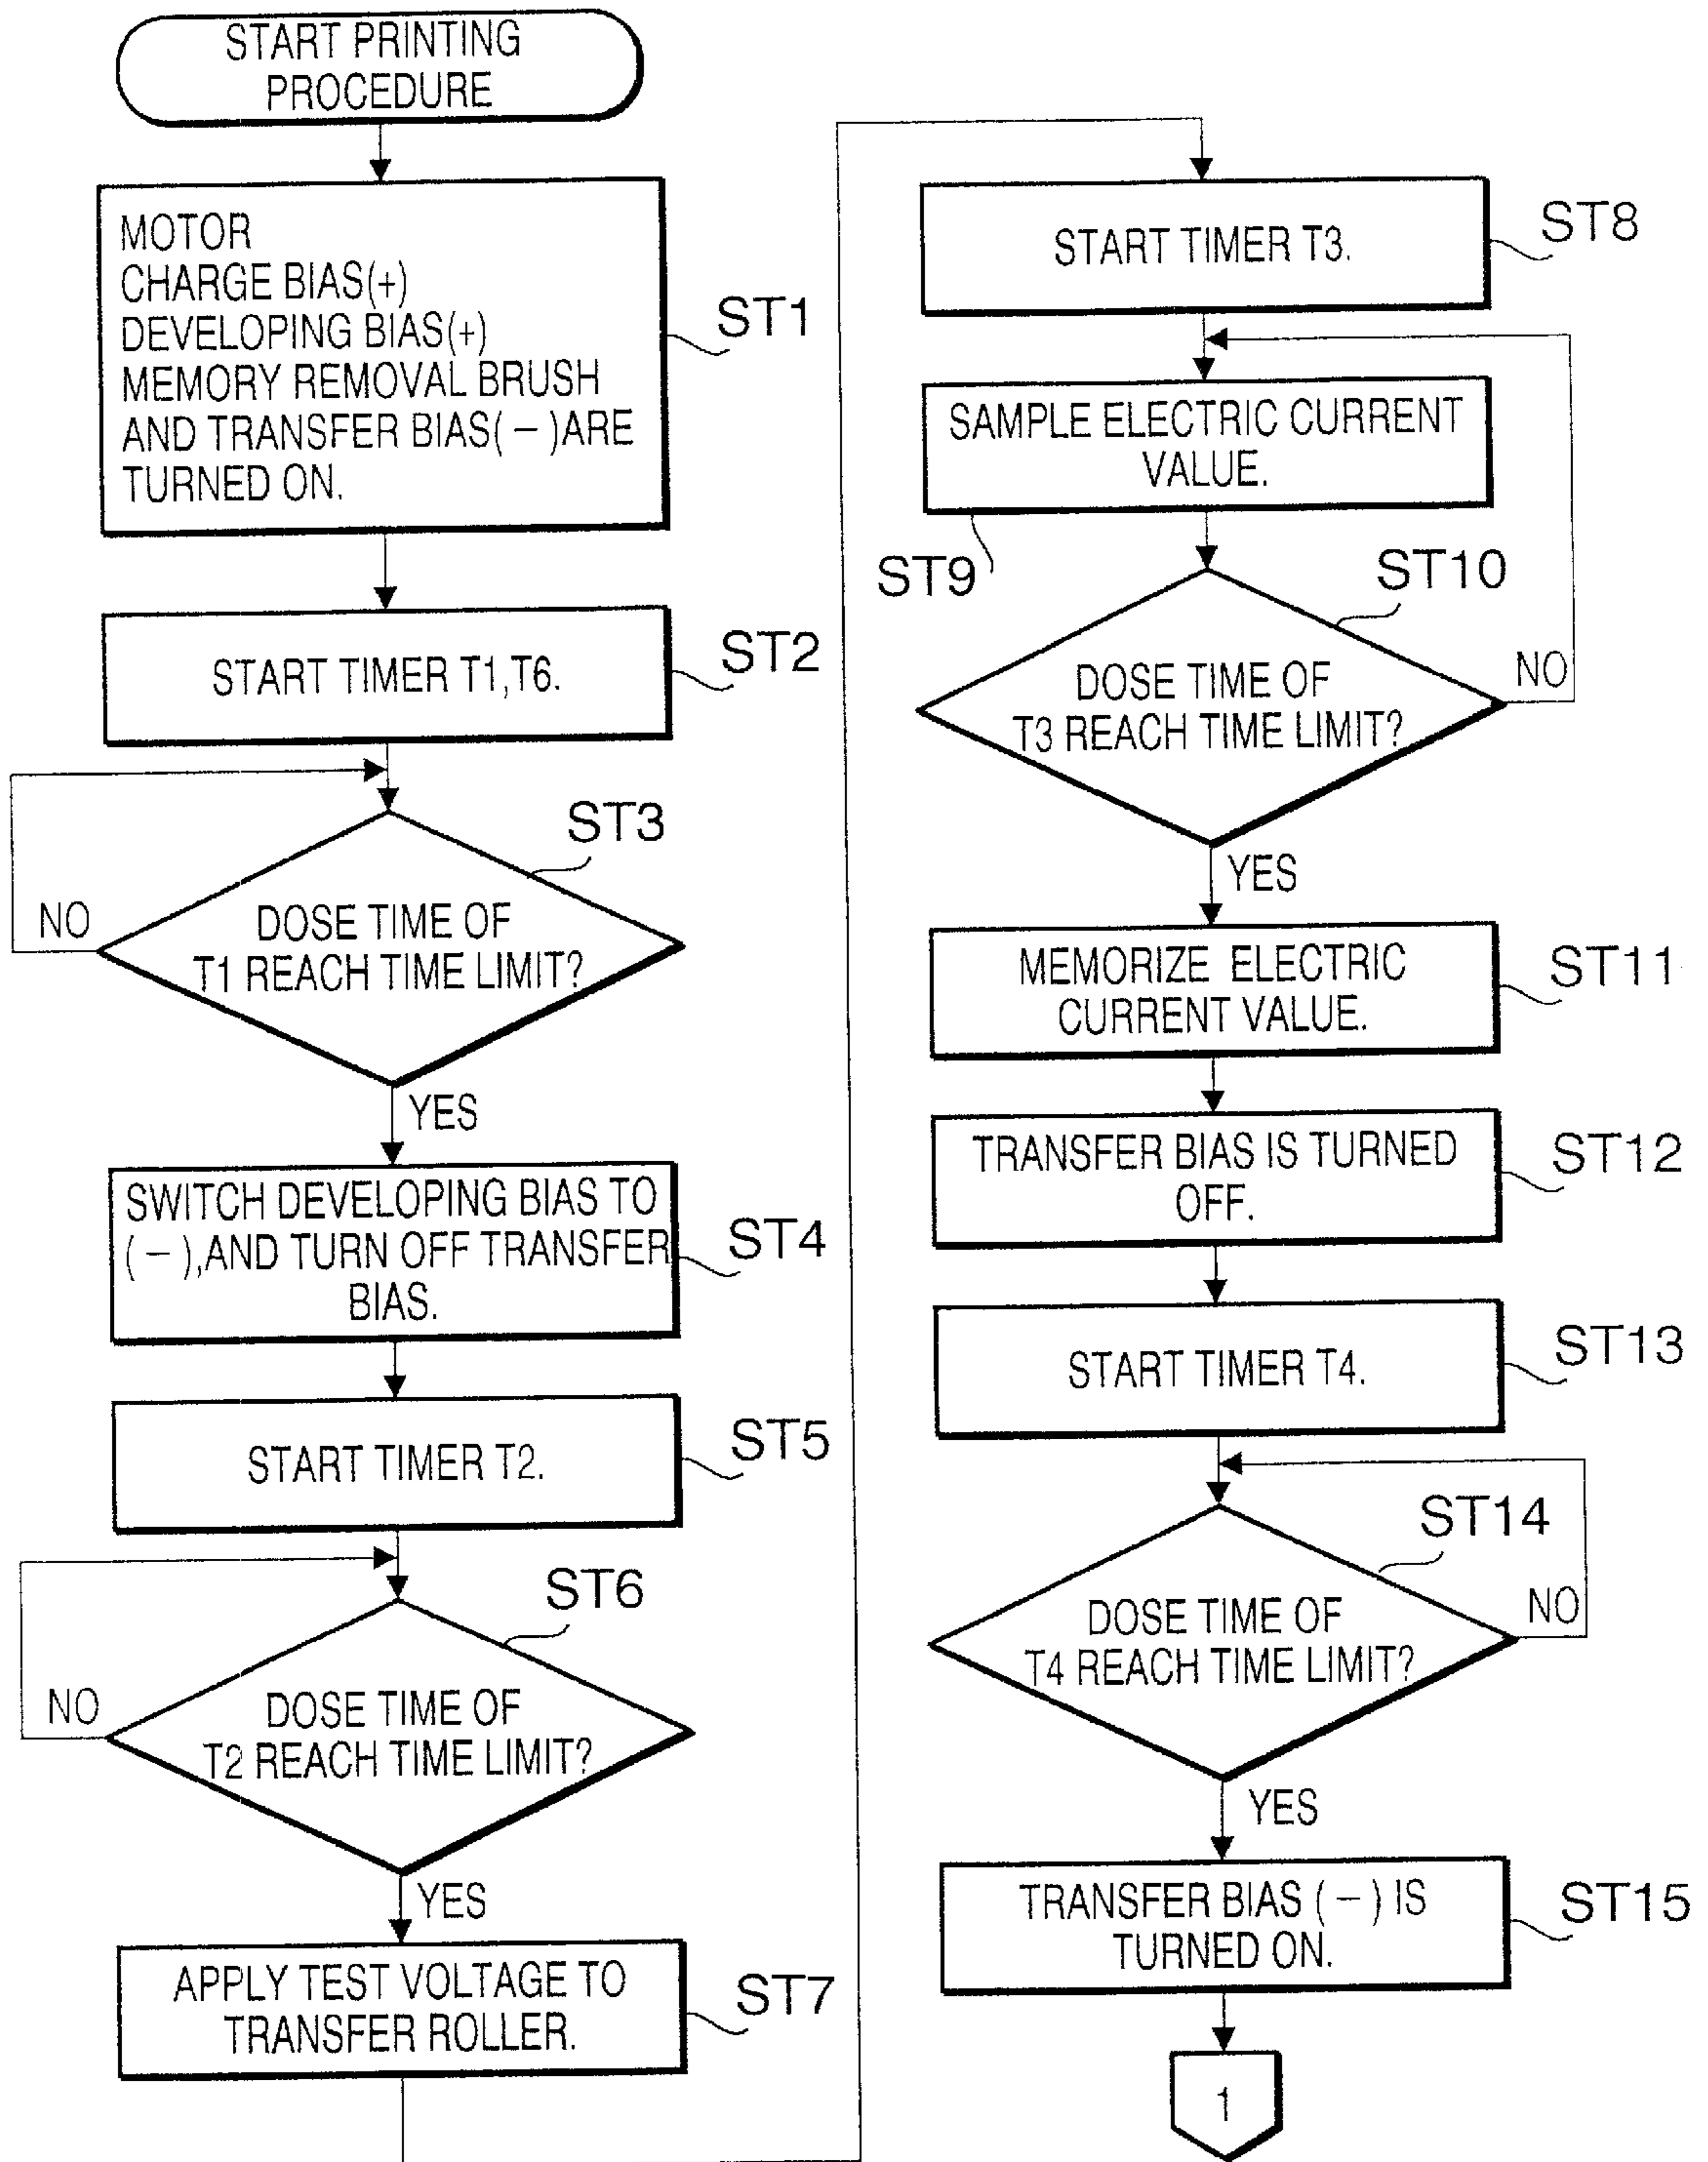 START PRINTING
PROCEDURE
MOTOR
CHARGE BIAS(+)
DEVELOPING BIAS(+)
MEMORY REMOVAL BRUSH
AND TRANSFER BIAS(−)ARE
TURNED ON.
ST1
START TIMER T1,T6.
ST2
ST3
NO
DOSE TIME OF
T1 REACH TIME LIMIT?
YES
SWITCH DEVELOPING BIAS TO
(−),AND TURN OFF TRANSFER
BIAS.
ST4
START TIMER T2.
ST5
ST6
NO
DOSE TIME OF
T2 REACH TIME LIMIT?
YES
APPLY TEST VOLTAGE TO
TRANSFER ROLLER.
ST7
START TIMER T3.
ST8
SAMPLE ELECTRIC CURRENT
VALUE.
ST9
ST10
DOSE TIME OF
T3 REACH TIME LIMIT?
NO
YES
MEMORIZE ELECTRIC
CURRENT VALUE.
ST11
TRANSFER BIAS IS TURNED
OFF.
ST12
START TIMER T4.
ST13
ST14
DOSE TIME OF
T4 REACH TIME LIMIT?
NO
YES
TRANSFER BIAS (−) IS
TURNED ON.
ST15
1